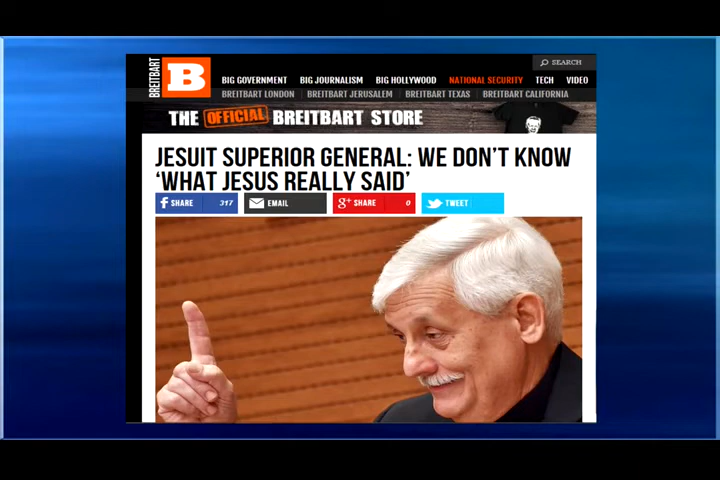 BREITBART
B
SEARCH
BIG GOVERNMENT BIG JOURNALISM BIG HOLLYWOOD NATIONAL SECURITY TECH VIDEO
BREITBART LONDON BREITBART JERUSALEM BREITBART TEXAS BREITBART CALIFORNIA
THE OFFICIAL BREITBART STORE
JESUIT SUPERIOR GENERAL: WE DON'T KNOW
'WHAT JESUS REALLY SAID'
f SHARE 317 EMAIL g+ SHARE 0 TWEET